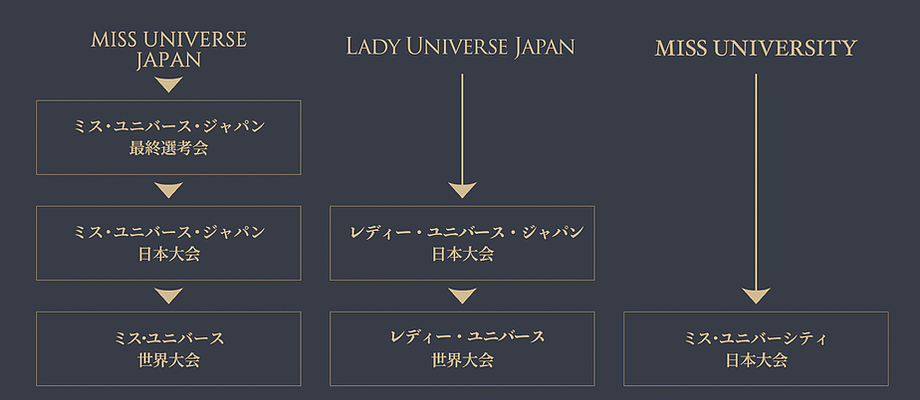 MISS UNIVERSE
JAPAN
ミス・ユニバース・ジャパン
最終選考会
ミス・ユニバース・ジャパン
日本大会
ミス・ユニバース
世界大会
LADY UNIVERSE JAPAN
レディー・ユニバース・ジャパン
日本大会
レディー・ユニバース
世界大会
MISS UNIVERSITY
ミス・ユニバーシティ
日本大会